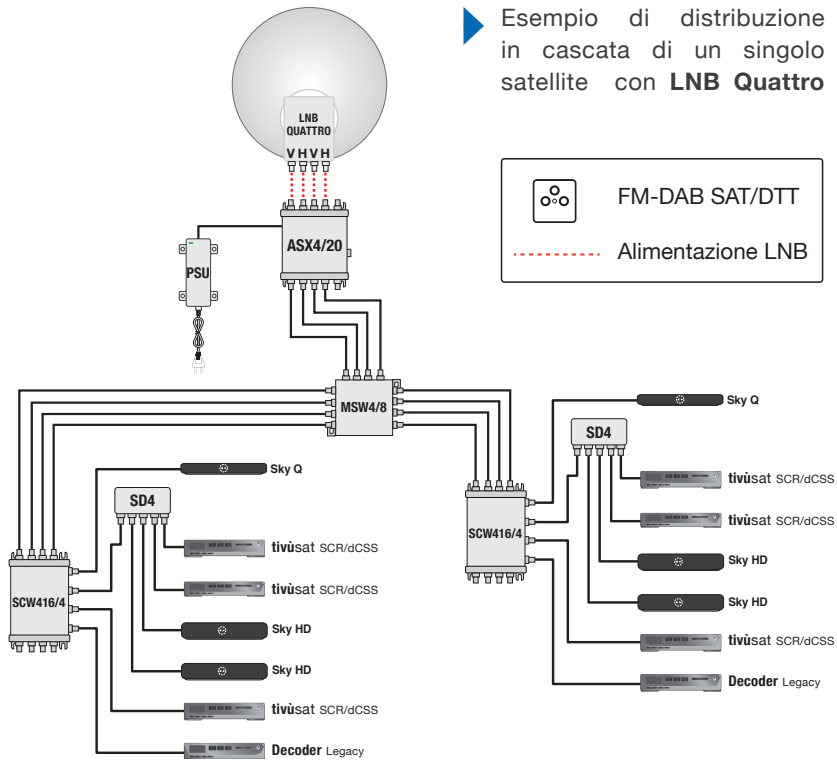 Esempio di distribuzione
in cascata di un singolo
satellite con LNB Quattro
LNB
QUATTRO
V H V H
ASX4/20
PSU
FM-DAB SAT/DTT
Alimentazione LNB
MSW4/8
Sky Q
SD4
tivùsat SCR/dCSS
tivùsat SCR/dCSS
Sky HD
Sky HD
tivùsat SCR/dCSS
Decoder Legacy
SCW416/4
Sky Q
SD4
tivùsat SCR/dCSS
tivùsat SCR/dCSS
Sky HD
Sky HD
tivùsat SCR/dCSS
Decoder Legacy
SCW416/4